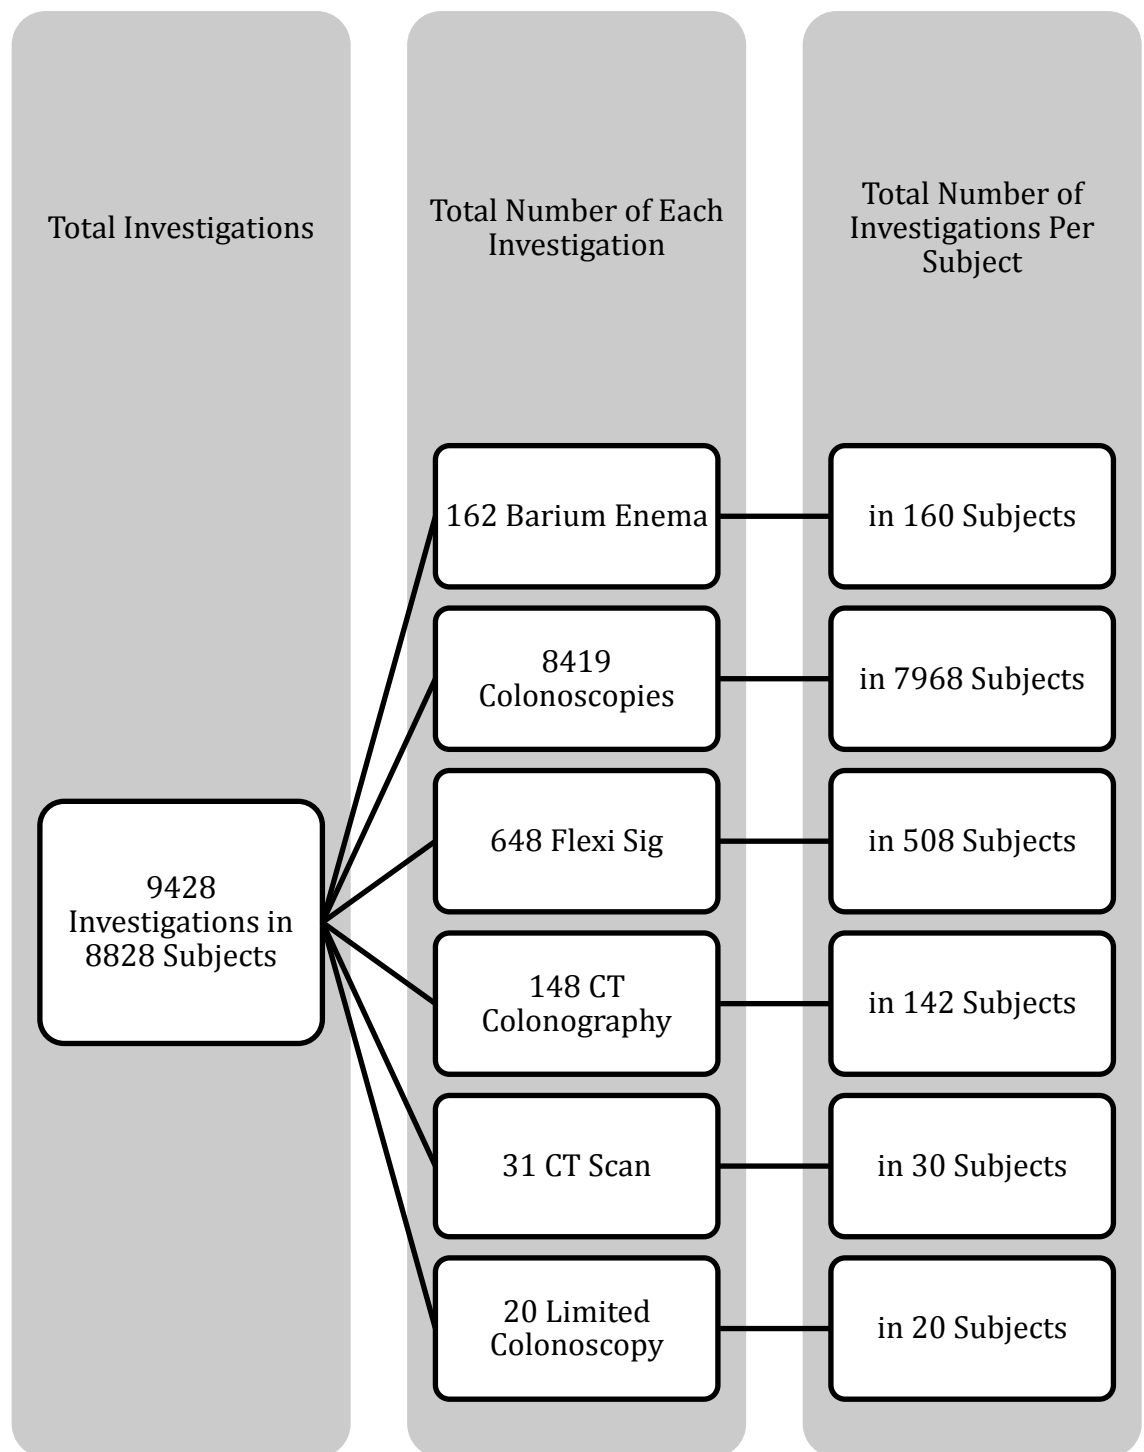 Total Investigations
Total Number of Each
Investigation
Total Number of
Investigations Per
Subject
9428
Investigations in
8828 Subjects
162 Barium Enema
in 160 Subjects
8419
Colonoscopies
in 7968 Subjects
648 Flexi Sig
in 508 Subjects
148 CT
Colonography
in 142 Subjects
31 CT Scan
in 30 Subjects
20 Limited
Colonoscopy
in 20 Subjects